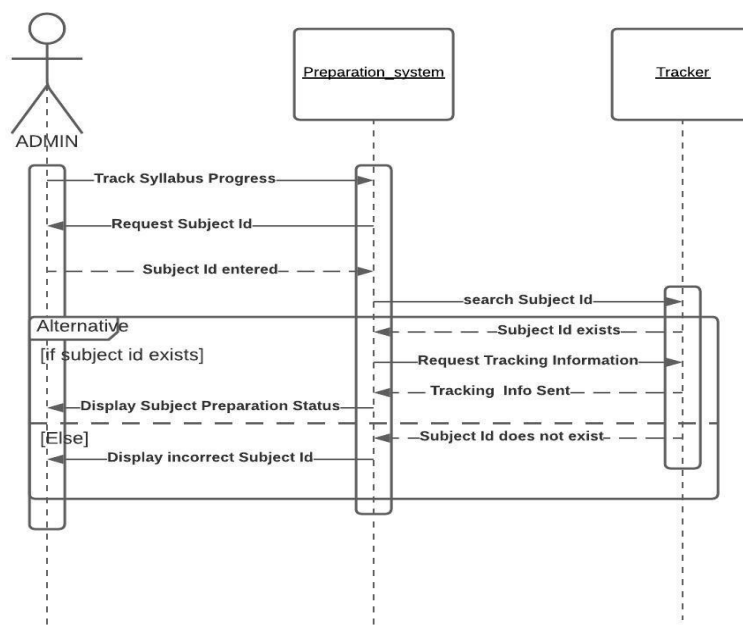 Preparation_system
Tracker
ADMIN
Track Syllabus Progress
Request Subject Id
Subject Id entered
search Subject Id
Alternative
Subject Id exists
[if subject id exists]
Request Tracking Information
Tracking Info Sent
Display Subject Preparation Status
[Else]
Subject Id does not exist
Display incorrect Subject Id